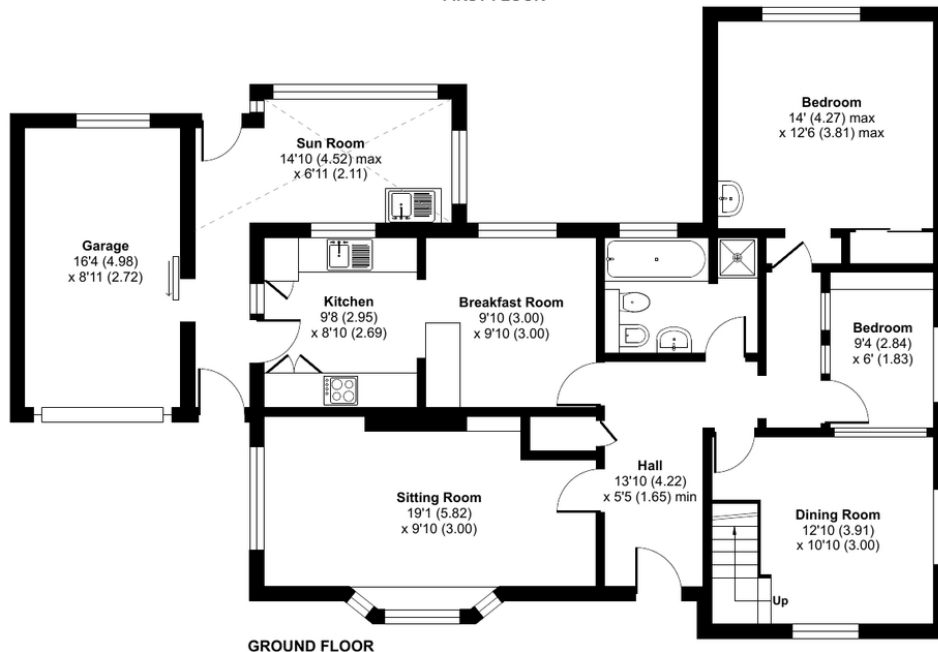 Bedroom
14' (4.27) max
x 12'6 (3.81) max
Sun Room
14'10 (4.52) max
x 6'11 (2.11)
Garage
16'4 (4.98)
x 8'11 (2.72)
Kitchen
9'8 (2.95)
x 8'10 (2.69)
Breakfast Room
9'10 (3.00)
x 9'10 (3.00)
Bedroom
9'4 (2.84)
x 6' (1.83)
Hall
13'10 (4.22)
x 5'5 (1.65) min
Sitting Room
19'1 (5.82)
x 9'10 (3.00)
Dining Room
12'10 (3.91)
x 10'10 (3.00)
Up
GROUND FLOOR